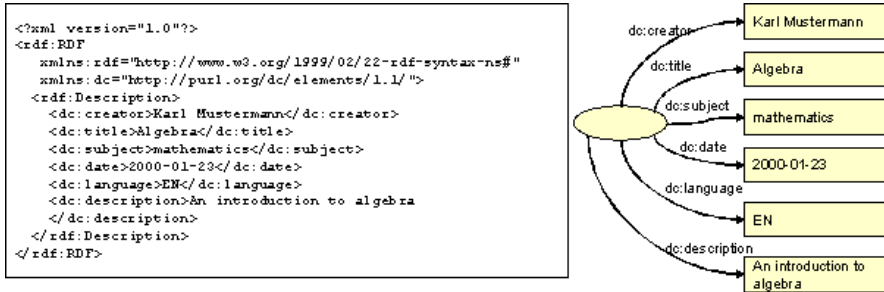 <?xml version="1.0"?>
<rdf:RDF
xmlns:rdf="http://www.w3.org/1999/02/22-rdf-syntax-ns#"
xmlns:dc="http://purl.org/dc/elements/1.1/">
<rdf:Description>
<dc:creator>Karl Mustermann</dc:creator>
<dc:title>Algebra</dc:title>
<dc:subject>mathematics</dc:subject>
<dc:date>2000-01-23</dc:date>
<dc:language>EN</dc:language>
<dc:description>An introduction to algebra
</dc:description>
</rdf:Description>
</rdf:RDF>
dc:creator
Karl Mustermann
dc:title
Algebra
dc:subject
mathematics
dc:date
2000-01-23
dc:language
EN
dc:description
An introduction to
algebra